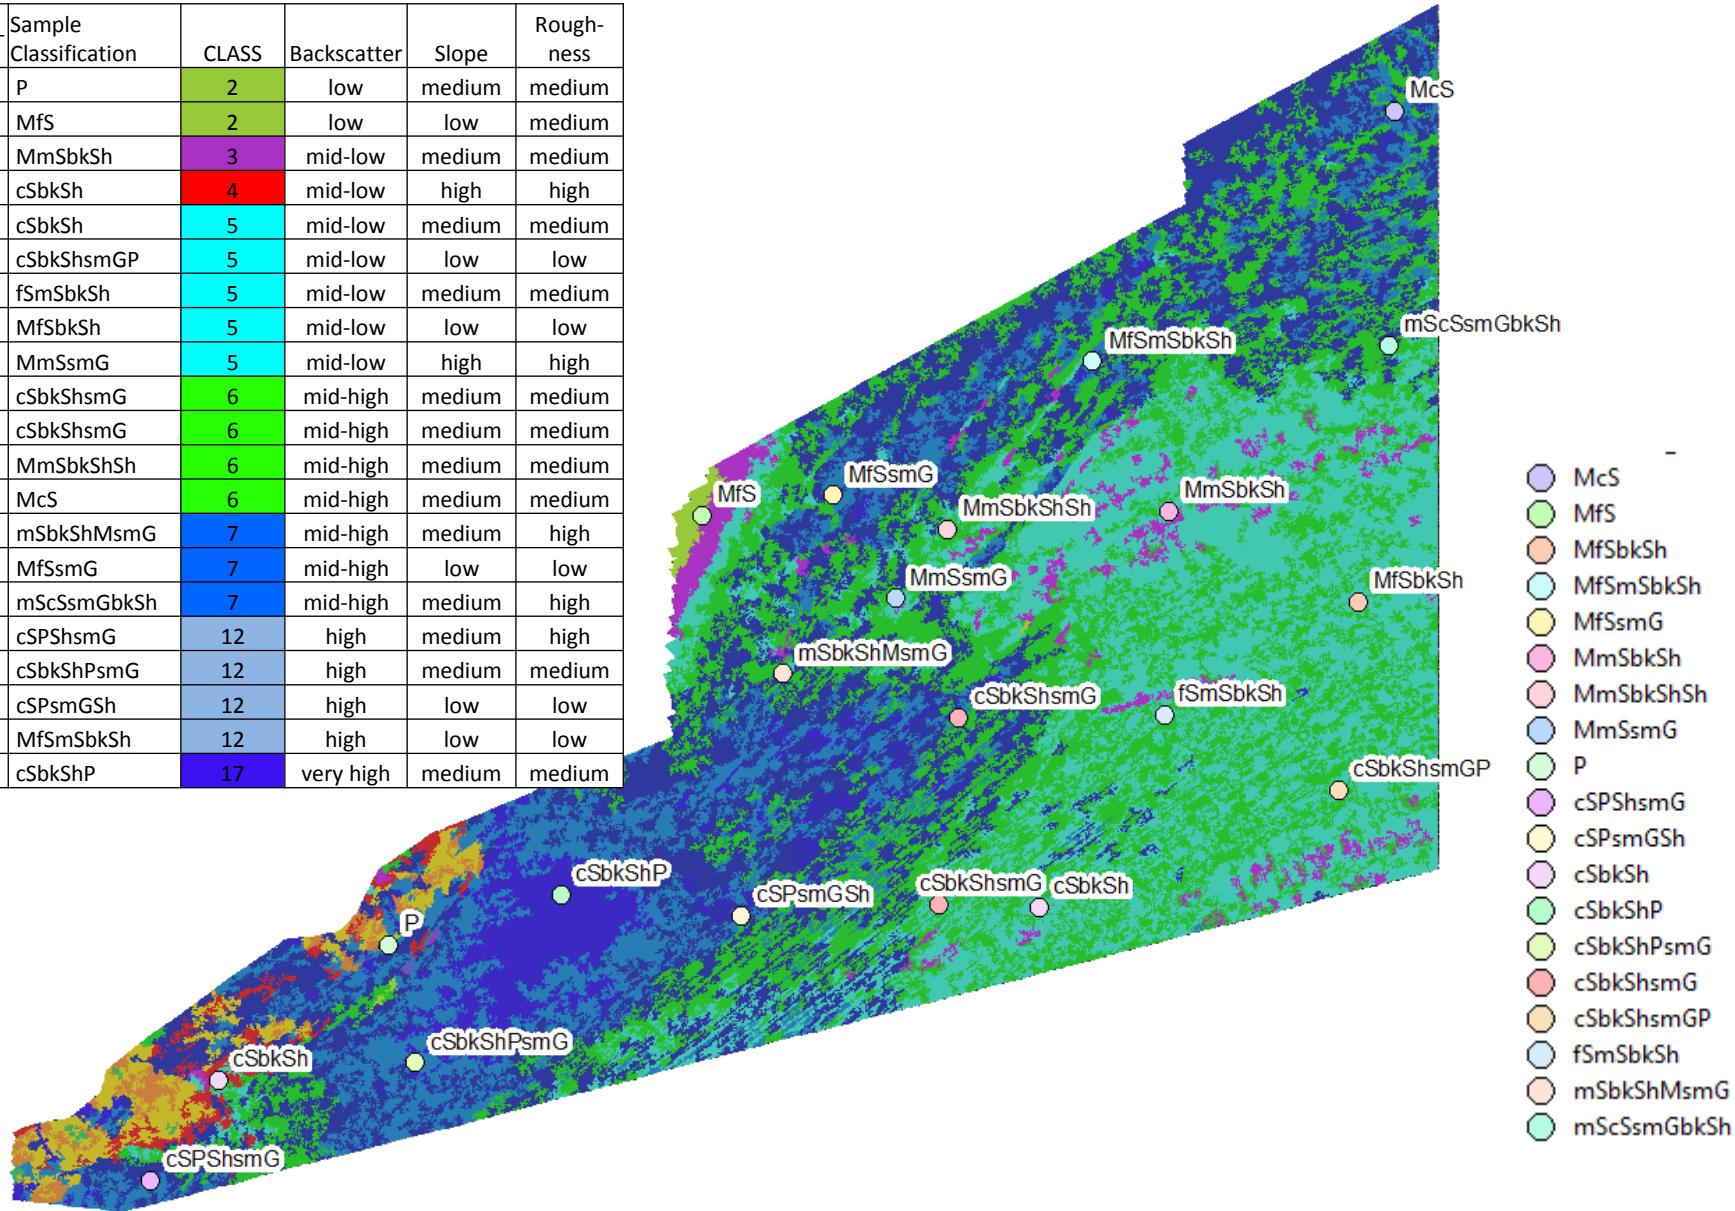 Sample Classification CLASS Backscatter Slope Rough-ness
P 2 low medium medium
MfS 2 low low medium
MmSbkSh 3 mid-low medium medium
cSbkSh 4 mid-low high high
cSbkSh 5 mid-low medium medium
cSbkShsmGP 5 mid-low low low
fSmSbkSh 5 mid-low medium medium
MfSbkSh 5 mid-low low low
MmSsmG 5 mid-low high high
cSbkShsmG 6 mid-high medium medium
cSbkShsmG 6 mid-high medium medium
MmSbkShSh 6 mid-high medium medium
McS 6 mid-high medium medium
mSbkShMsmG 7 mid-high medium high
MfSsmG 7 mid-high low low
mScSsmGbkSh 7 mid-high medium high
cSPShsmG 12 high medium high
cSbkShPsmG 12 high medium medium
cSPsmGSh 12 high low low
MfSmSbkSh 12 high low low
cSbkShP 17 very high medium medium
McS
mScSsmGbkSh
MfSmSbkSh
MfSsmG
MfS
MmSbkShSh
MmSbkSh
MmSsmG
MfSbkSh
mSbkShMsmG
cSbkShsmG
fSmSbkSh
cSbkShsmGP
cSbkShP
cSPsmGSh
cSbkShsmG
cSbkSh
P
cSbkShPsmG
cSbkSh
cSPShsmG
McS
MfS
MfSbkSh
MfSmSbkSh
MfSsmG
MmSbkSh
MmSbkShSh
MmSsmG
P
cSPShsmG
cSPsmGSh
cSbkSh
cSbkShP
cSbkShPsmG
cSbkShsmG
cSbkShsmGP
fSmSbkSh
mSbkShMsmG
mScSsmGbkSh